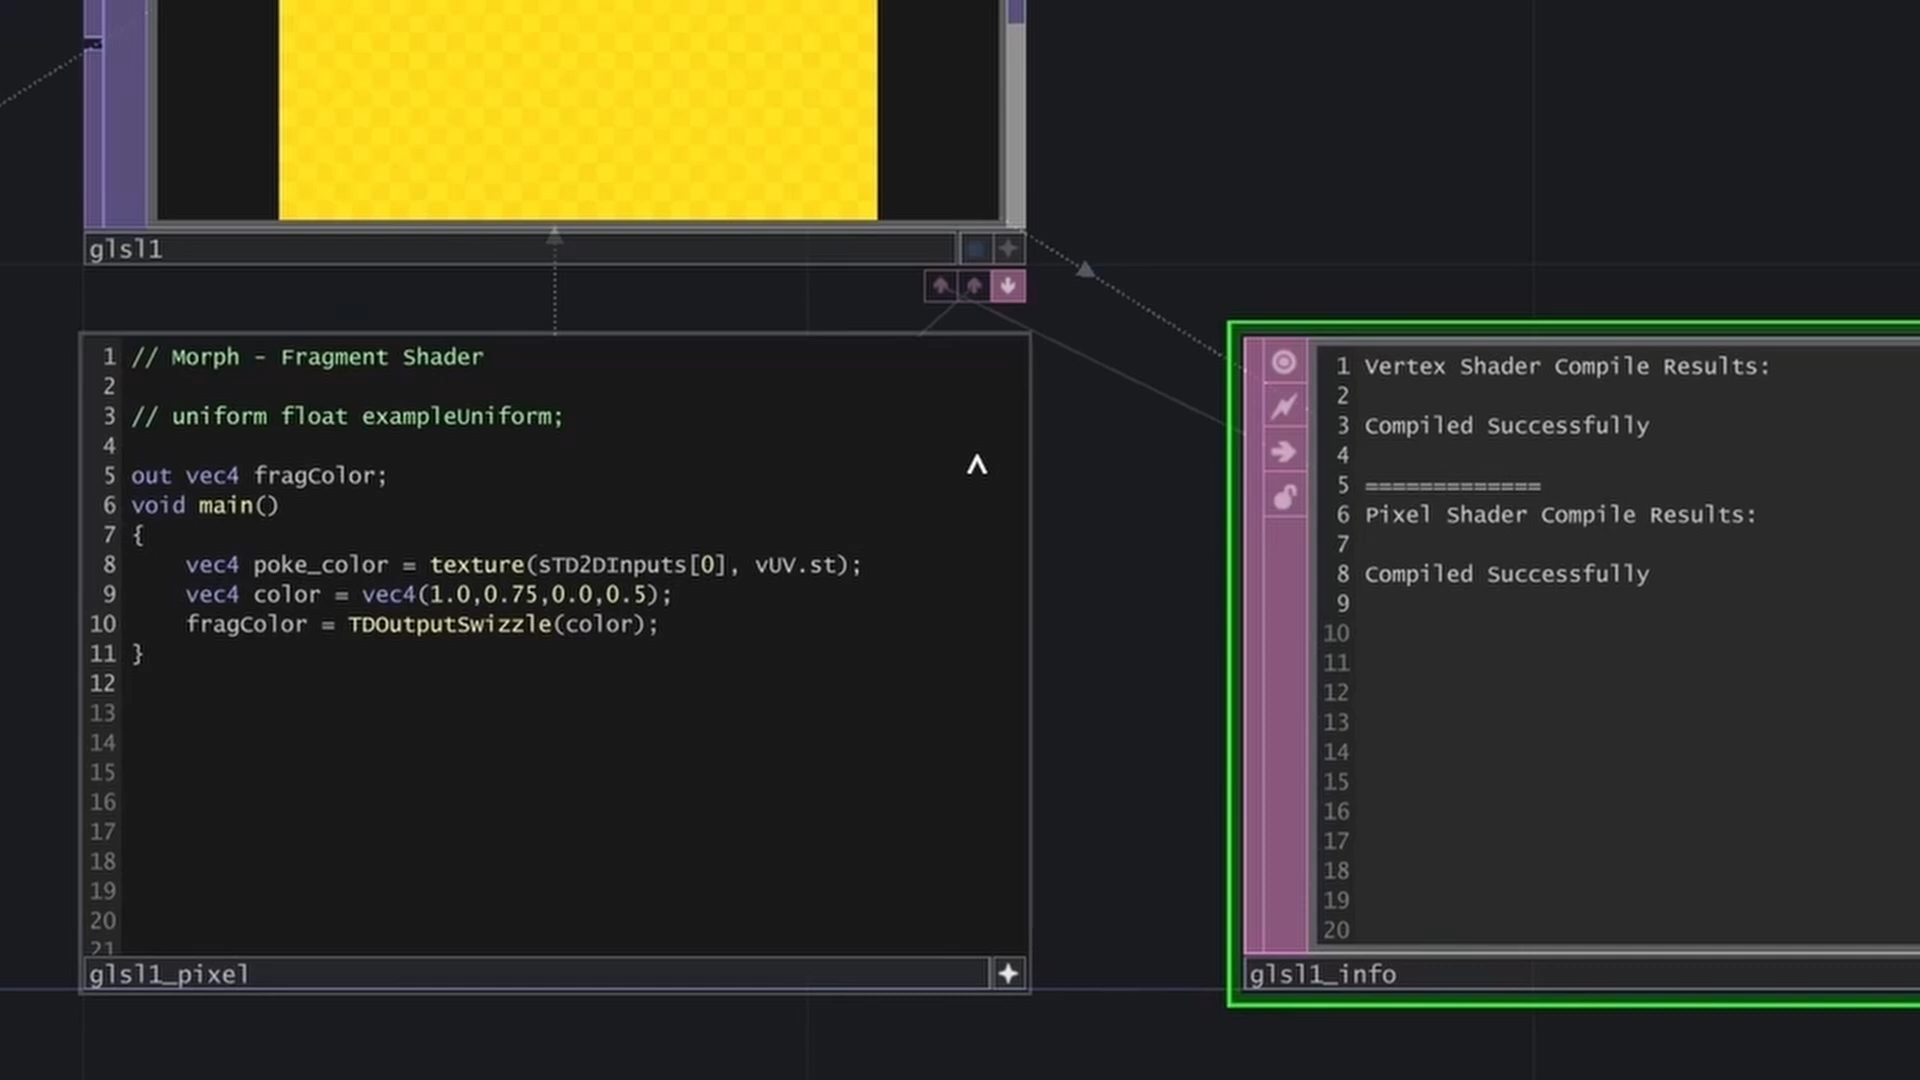 glsl1
1 // Morph - Fragment Shader
2
3 // uniform float exampleUniform;
4
5 out vec4 fragColor;
6 void main()
7 {
8     vec4 poke_color = texture(sTD2DInputs[0], vUV.st);
9     vec4 color = vec4(1.0,0.75,0.0,0.5);
10     fragColor = TDOutputSwizzle(color);
11 }
12
13
14
15
16
17
18
19
20
21
glsl1_pixel
1 Vertex Shader Compile Results:
2
3 Compiled Successfully
4
5 =============
6 Pixel Shader Compile Results:
7
8 Compiled Successfully
9
10
11
12
13
14
15
16
17
18
19
20
glsl1_info